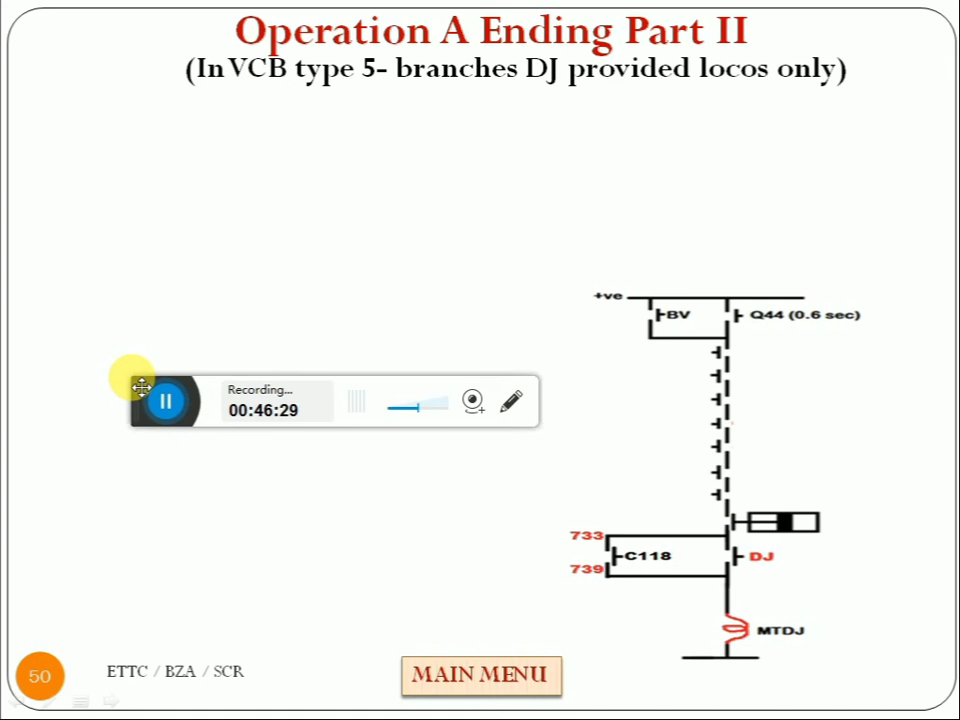 Operation A Ending Part II
(In VCB type 5- branches DJ provided locos only)
+ve
BV
Q44 (0.6 sec)
Recording...
00:46:29
733
C118
DJ
739
MTDJ
50
ETTC / BZA / SCR
MAIN MENU